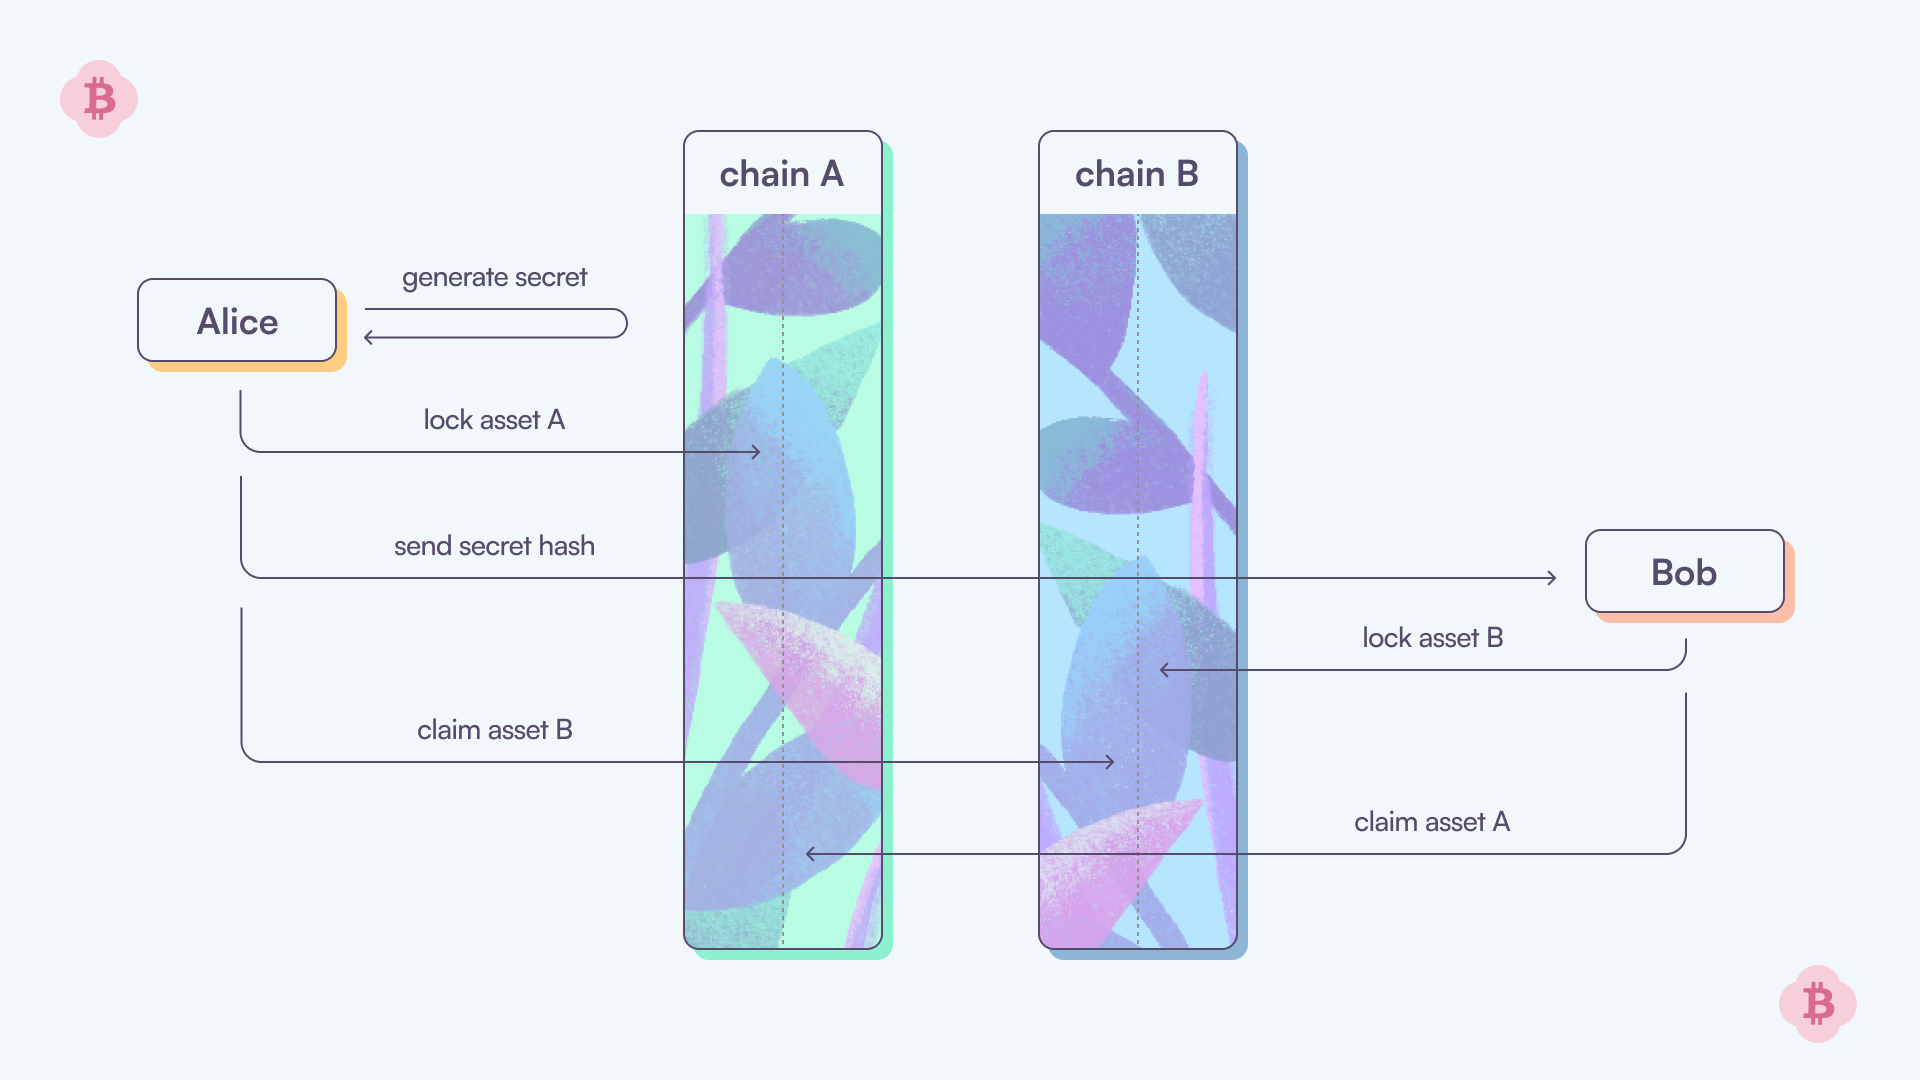 chain A
chain B
generate secret
Alice
lock asset A
send secret hash
Bob
lock asset B
claim asset B
claim asset A